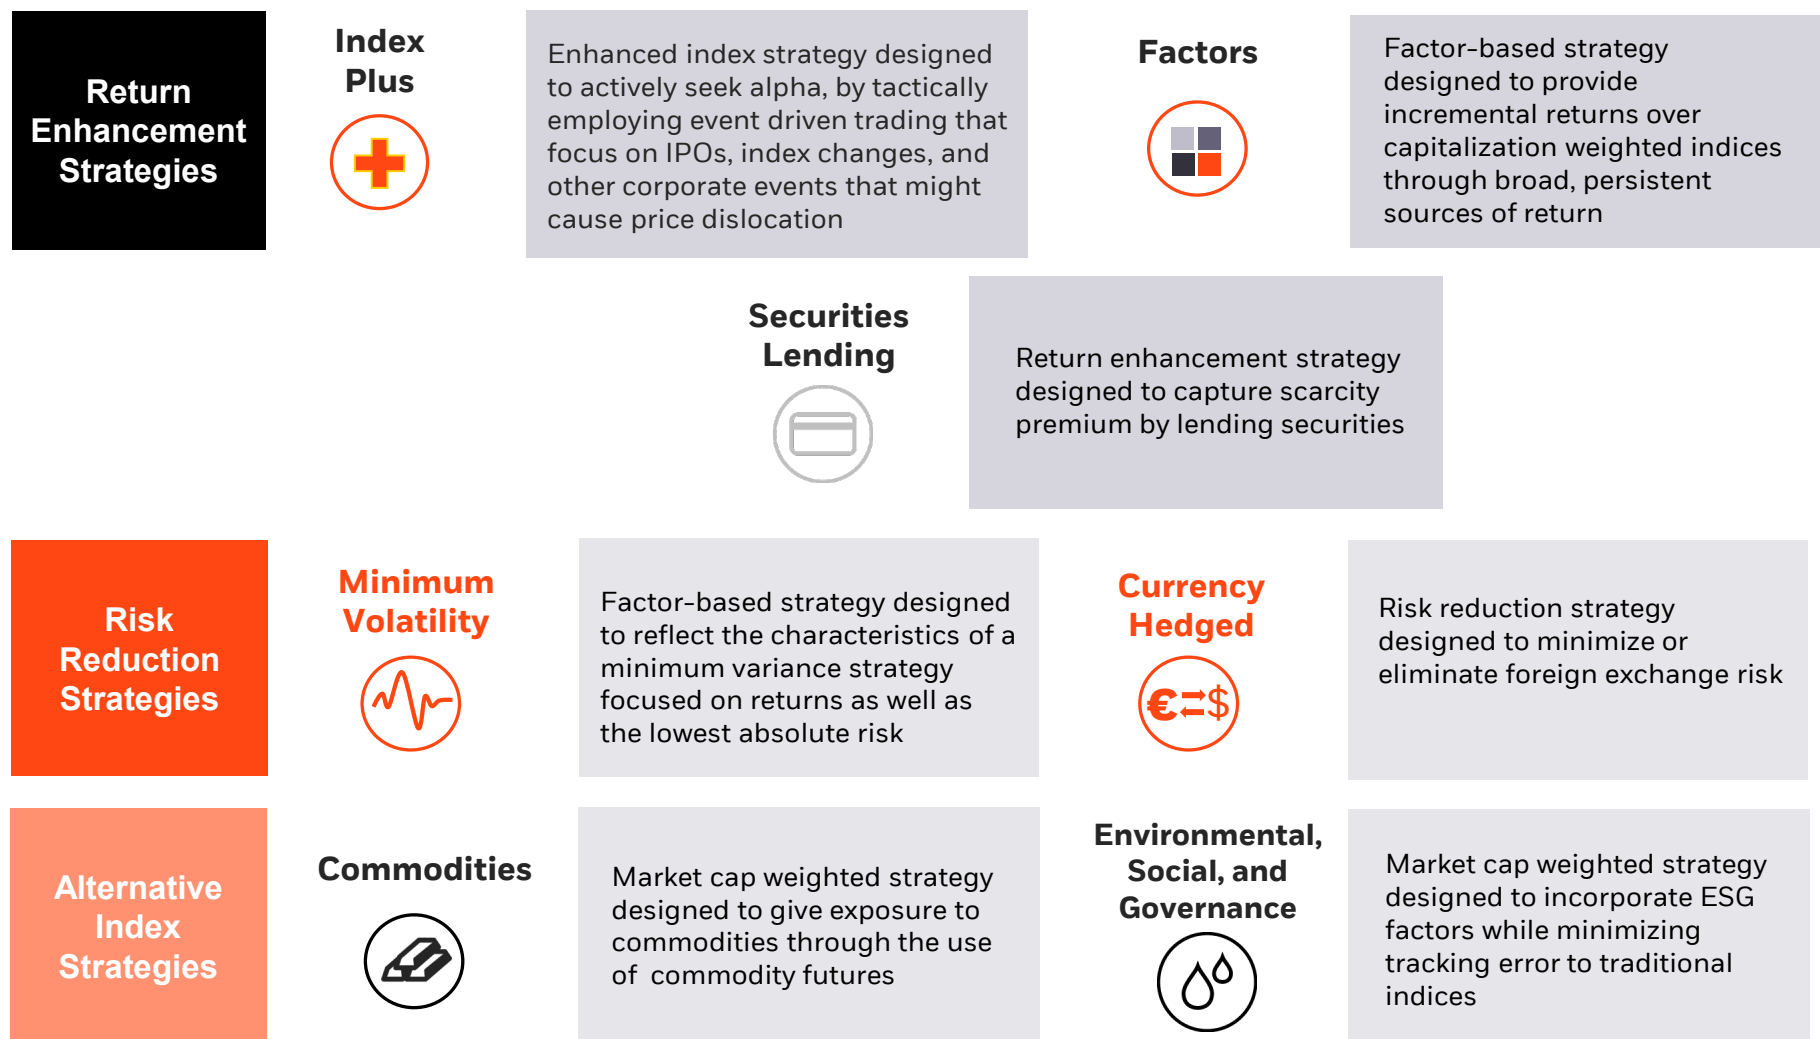 Return
Enhancement
Strategies
Index
Plus
Enhanced index strategy designed
to actively seek alpha, by tactically
employing event driven trading that
focus on IPOs, index changes, and
other corporate events that might
cause price dislocation
Factors
Factor-based strategy
designed to provide
incremental returns over
capitalization weighted indices
through broad, persistent
sources of return
Securities
Lending
Return enhancement strategy
designed to capture scarcity
premium by lending securities
Risk
Reduction
Strategies
Minimum
Volatility
Factor-based strategy designed
to reflect the characteristics of a
minimum variance strategy
focused on returns as well as
the lowest absolute risk
Currency
Hedged
€ $
Risk reduction strategy
designed to minimize or
eliminate foreign exchange risk
Alternative
Index
Strategies
Commodities
Market cap weighted strategy
designed to give exposure to
commodities through the use
of commodity futures
Environmental,
Social, and
Governance
Market cap weighted strategy
designed to incorporate ESG
factors while minimizing
tracking error to traditional
indices